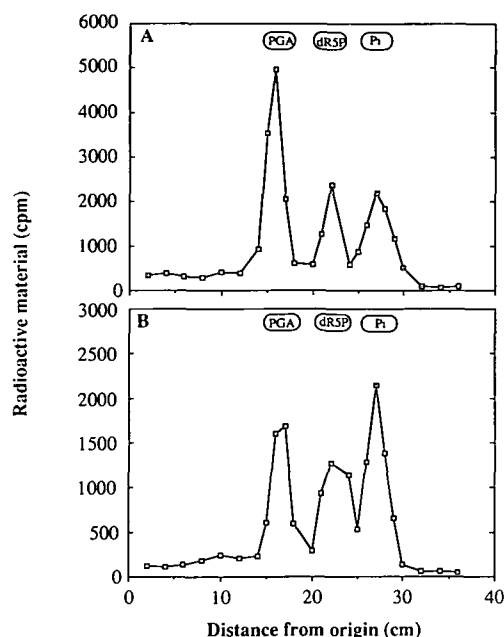 6000
A
PGA dR5P Pi
5000
4000
3000
2000
1000
0
Radioactive material (cpm)
3000
B
PGA dR5P Pi
2500
2000
1500
1000
500
0
0 10 20 30 40
Distance from origin (cm)